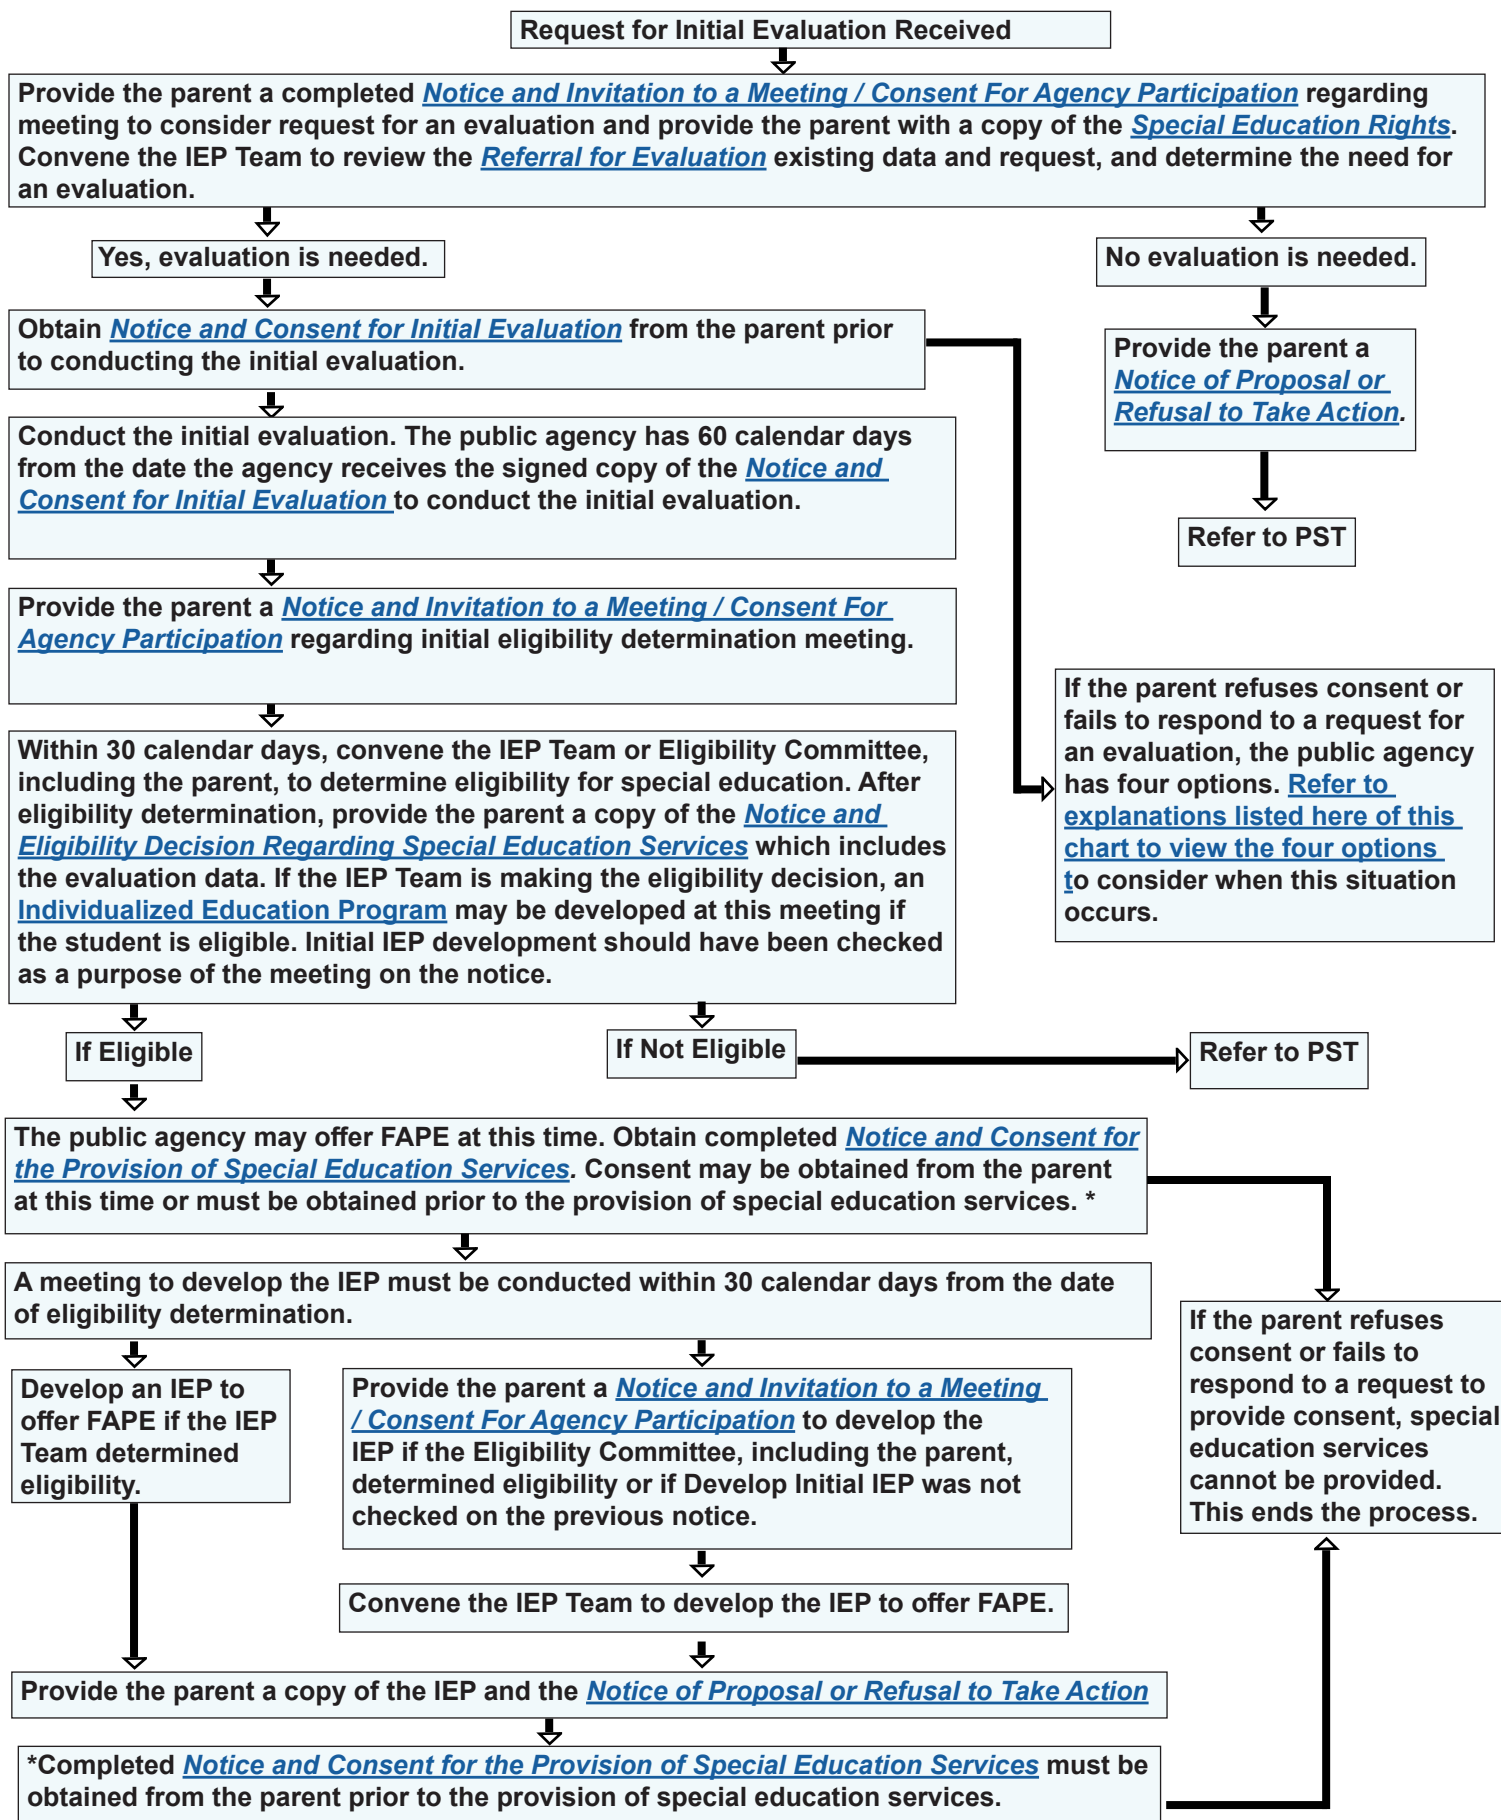 Request for Initial Evaluation Received
Provide the parent a completed Notice and Invitation to a Meeting / Consent For Agency Participation regarding
meeting to consider request for an evaluation and provide the parent with a copy of the Special Education Rights.
Convene the IEP Team to review the Referral for Evaluation existing data and request, and determine the need for
an evaluation.
Yes, evaluation is needed.
No evaluation is needed.
Obtain Notice and Consent for Initial Evaluation from the parent prior
to conducting the initial evaluation.
Provide the parent a
Notice of Proposal or
Refusal to Take Action.
Refer to PST
Conduct the initial evaluation. The public agency has 60 calendar days
from the date the agency receives the signed copy of the Notice and
Consent for Initial Evaluation to conduct the initial evaluation.
Provide the parent a Notice and Invitation to a Meeting / Consent For
Agency Participation regarding initial eligibility determination meeting.
If the parent refuses consent or
fails to respond to a request for
an evaluation, the public agency
has four options. Refer to
explanations listed here of this
chart to view the four options
to consider when this situation
occurs.
Within 30 calendar days, convene the IEP Team or Eligibility Committee,
including the parent, to determine eligibility for special education. After
eligibility determination, provide the parent a copy of the Notice and
Eligibility Decision Regarding Special Education Services which includes
the evaluation data. If the IEP Team is making the eligibility decision, an
Individualized Education Program may be developed at this meeting if
the student is eligible. Initial IEP development should have been checked
as a purpose of the meeting on the notice.
If Eligible
If Not Eligible
Refer to PST
The public agency may offer FAPE at this time. Obtain completed Notice and Consent for
the Provision of Special Education Services. Consent may be obtained from the parent
at this time or must be obtained prior to the provision of special education services. *
A meeting to develop the IEP must be conducted within 30 calendar days from the date
of eligibility determination.
If the parent refuses
consent or fails to
respond to a request to
provide consent, special
education services
cannot be provided.
This ends the process.
Develop an IEP to
offer FAPE if the IEP
Team determined
eligibility.
Provide the parent a Notice and Invitation to a Meeting
/ Consent For Agency Participation to develop the
IEP if the Eligibility Committee, including the parent,
determined eligibility or if Develop Initial IEP was not
checked on the previous notice.
Convene the IEP Team to develop the IEP to offer FAPE.
Provide the parent a copy of the IEP and the Notice of Proposal or Refusal to Take Action
*Completed Notice and Consent for the Provision of Special Education Services must be
obtained from the parent prior to the provision of special education services.